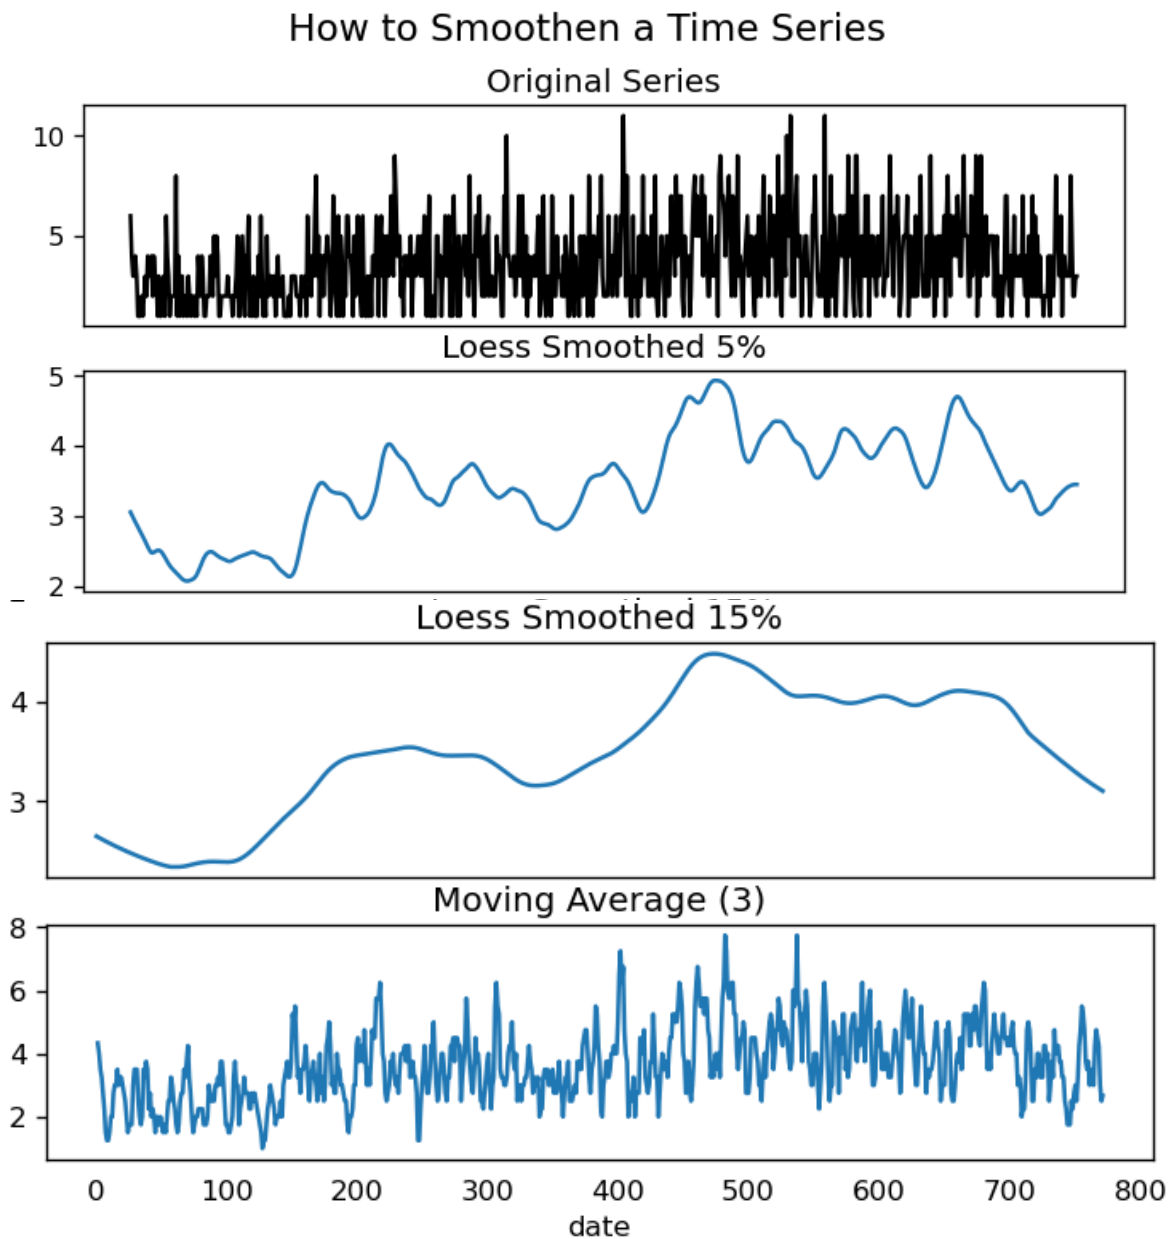 How to Smoothen a Time Series
Original Series
10
5
Loess Smoothed 5%
5
4
3
2
Loess Smoothed 15%
4
3
Moving Average (3)
8
6
4
2
0 100 200 300 400 500 600 700 800
date